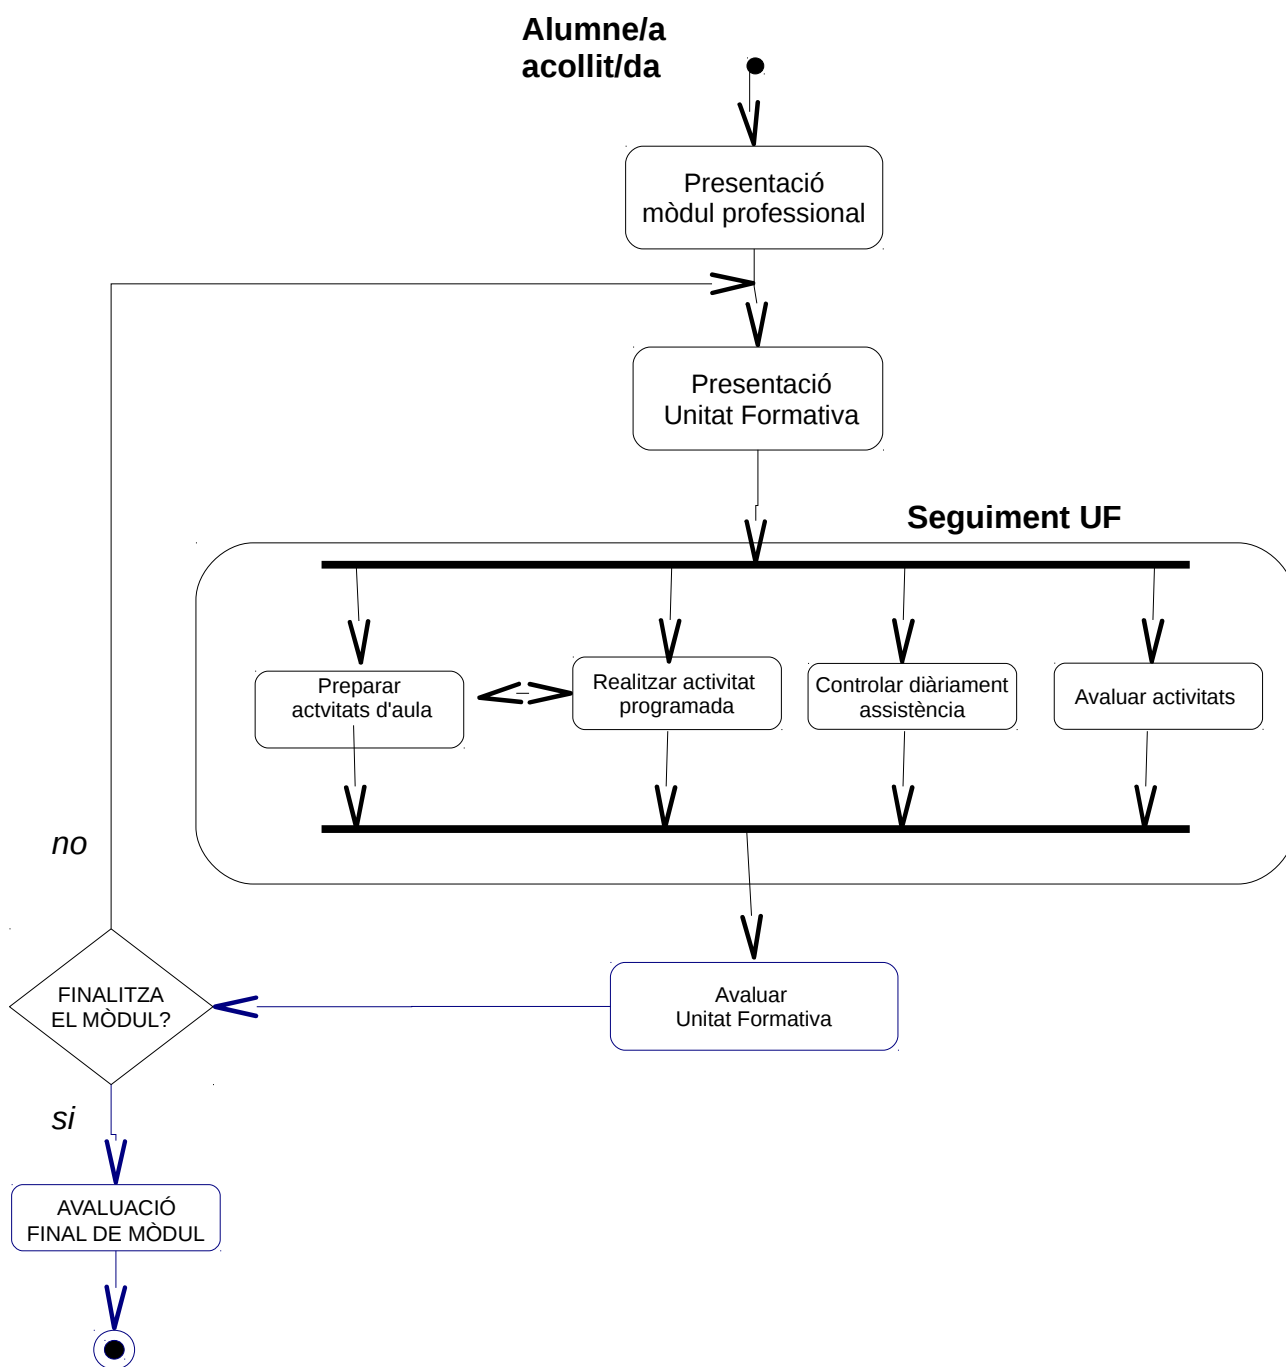 Alumne/a
acollit/da
Presentació
mòdul professional
Presentació
Unitat Formativa
Seguiment UF
Preparar
actvitats d'aula
Realitzar activitat
programada
Controlar diàriament
assistència
Avaluar activitats
no
FINALITZA
EL MÒDUL?
Avaluar
Unitat Formativa
si
AVALUACIÓ
FINAL DE MÒDUL